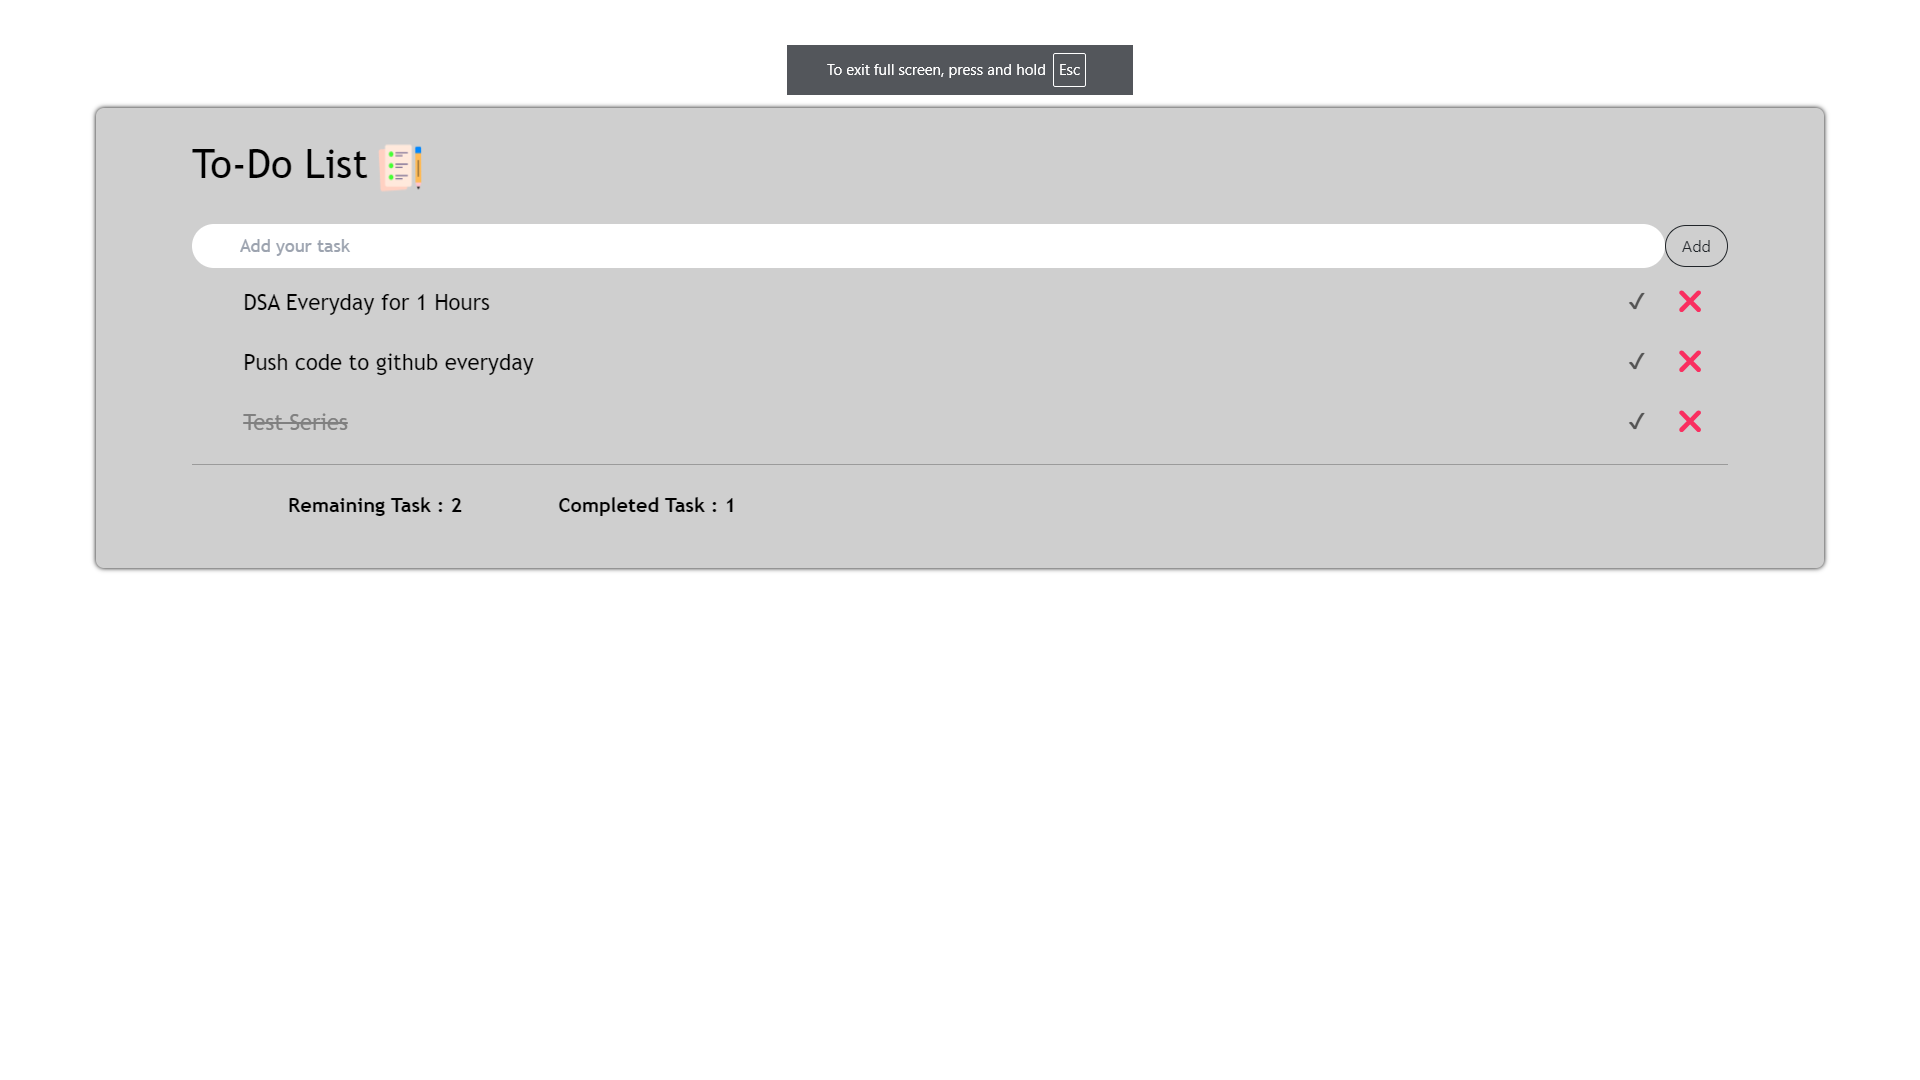 To exit full screen, press and hold Esc
To-Do List
Add your task
Add
DSA Everyday for 1 Hours
Push code to github everyday
Test Series
Remaining Task : 2
Completed Task : 1